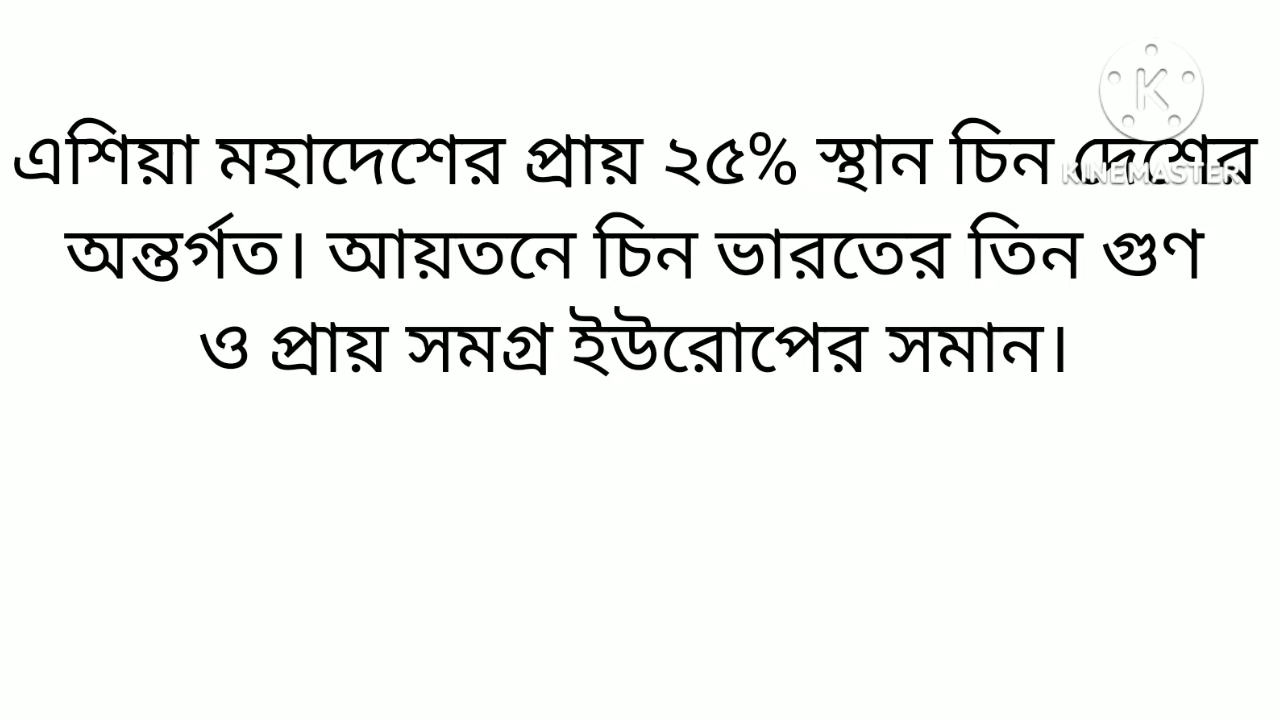 এশিয়া মহাদেশের প্রায় ২৫% স্থান চিন দেশের
অন্তর্গত। আয়তনে চিন ভারতের তিন গুণ
ও প্রায় সমগ্র ইউরোপের সমান।
K
KINEMASTER